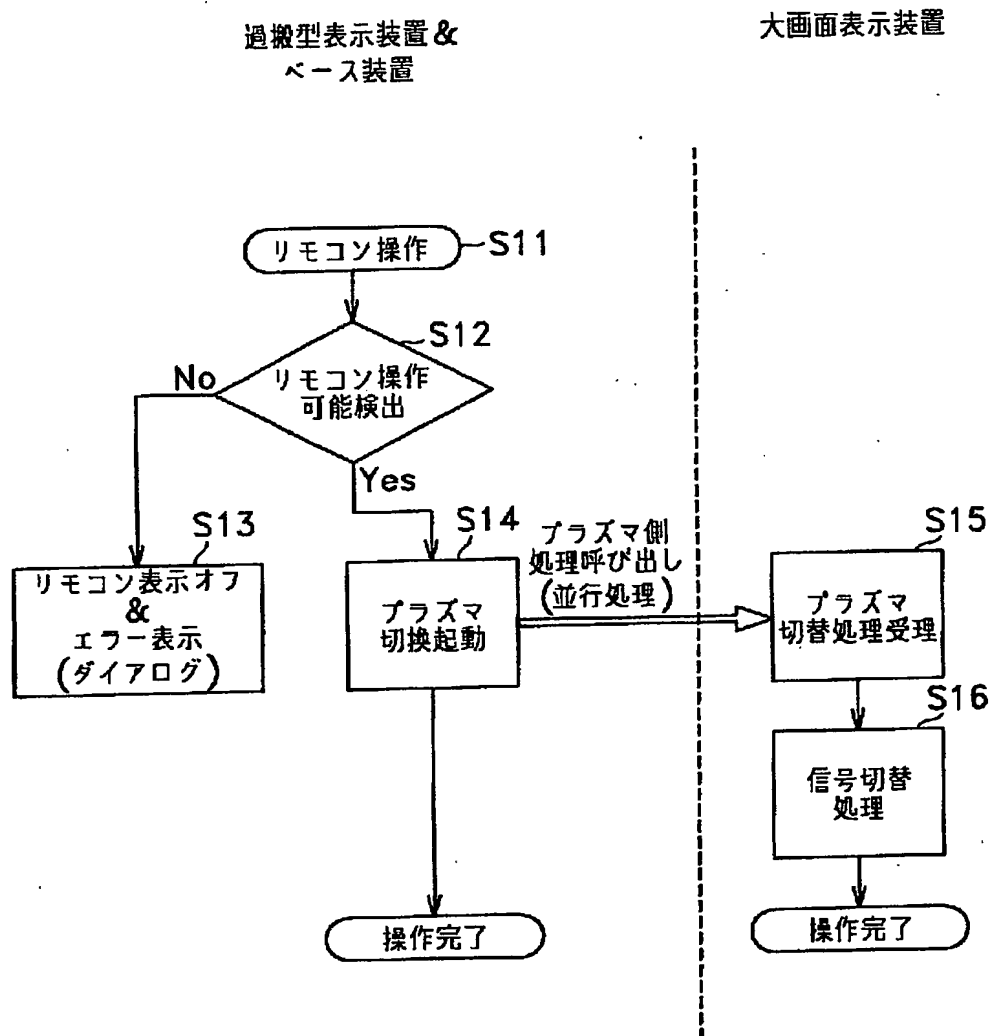 過搬型表示装置&
ベース装置
大画面表示装置
リモコン操作
S11
S12
リモコン操作
可能検出
No
Yes
S13
リモコン表示オフ
&
エラー表示
(ダイアログ)
S14
プラズマ
切換起動
プラズマ側
処理呼び出し
(並行処理)
S15
プラズマ
切替処理受理
S16
信号切替
処理
操作完了
操作完了